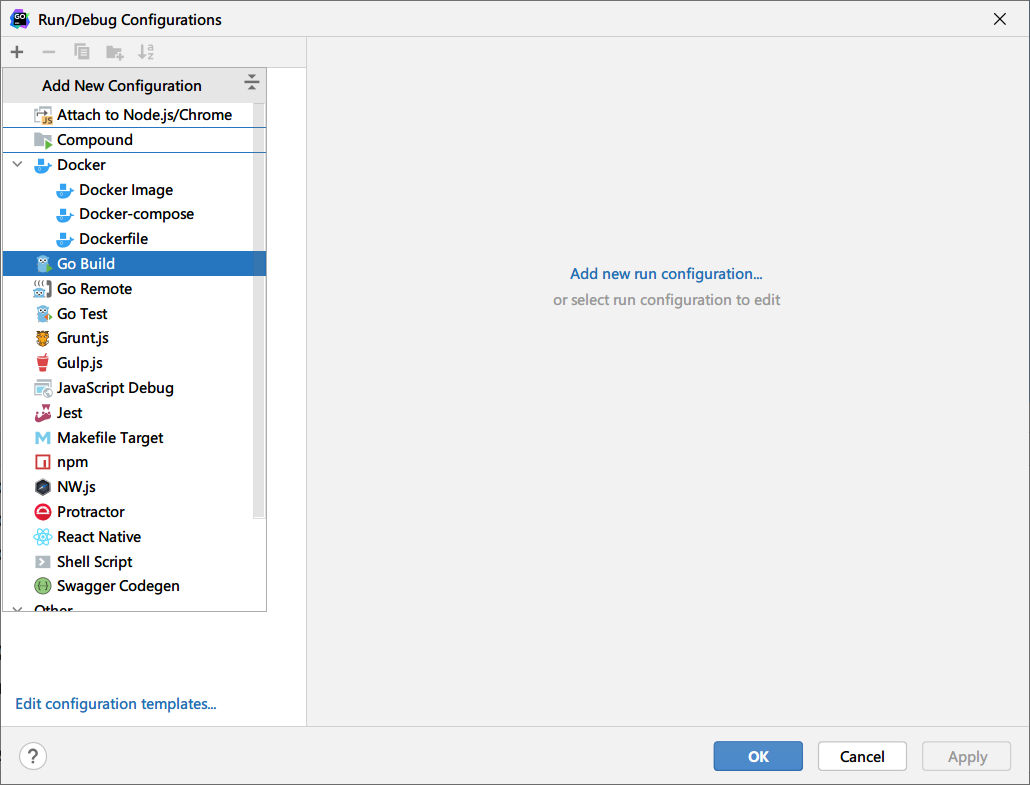 Run/Debug Configurations
Add New Configuration
Attach to Node.js/Chrome
Compound
Docker
Docker Image
Docker-compose
Dockerfile
Go Build
Go Remote
Go Test
Grunt.js
Gulp.js
JavaScript Debug
Jest
Makefile Target
npm
NW.js
Protractor
React Native
Shell Script
Swagger Codegen
Other
Add new run configuration...
or select run configuration to edit
Edit configuration templates...
?
OK
Cancel
Apply